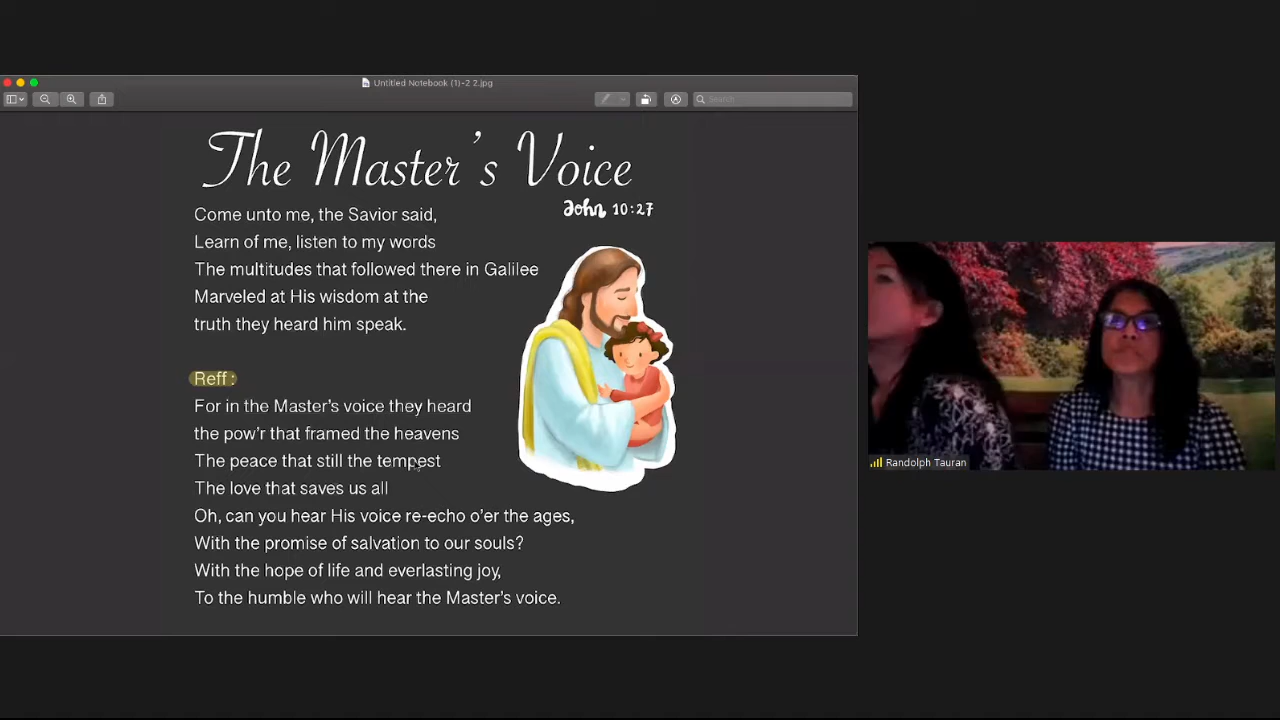 Untitled Notebook (1)-2 2.jpg
Search
The Master's Voice
John 10:27
Come unto me, the Savior said,
Learn of me, listen to my words
The multitudes that followed there in Galilee
Marveled at His wisdom at the
truth they heard him speak.
Reff :
For in the Master's voice they heard
the pow'r that framed the heavens
The peace that still the tempest
The love that saves us all
Oh, can you hear His voice re-echo o'er the ages,
With the promise of salvation to our souls?
With the hope of life and everlasting joy,
To the humble who will hear the Master's voice.
Randolph Tauran